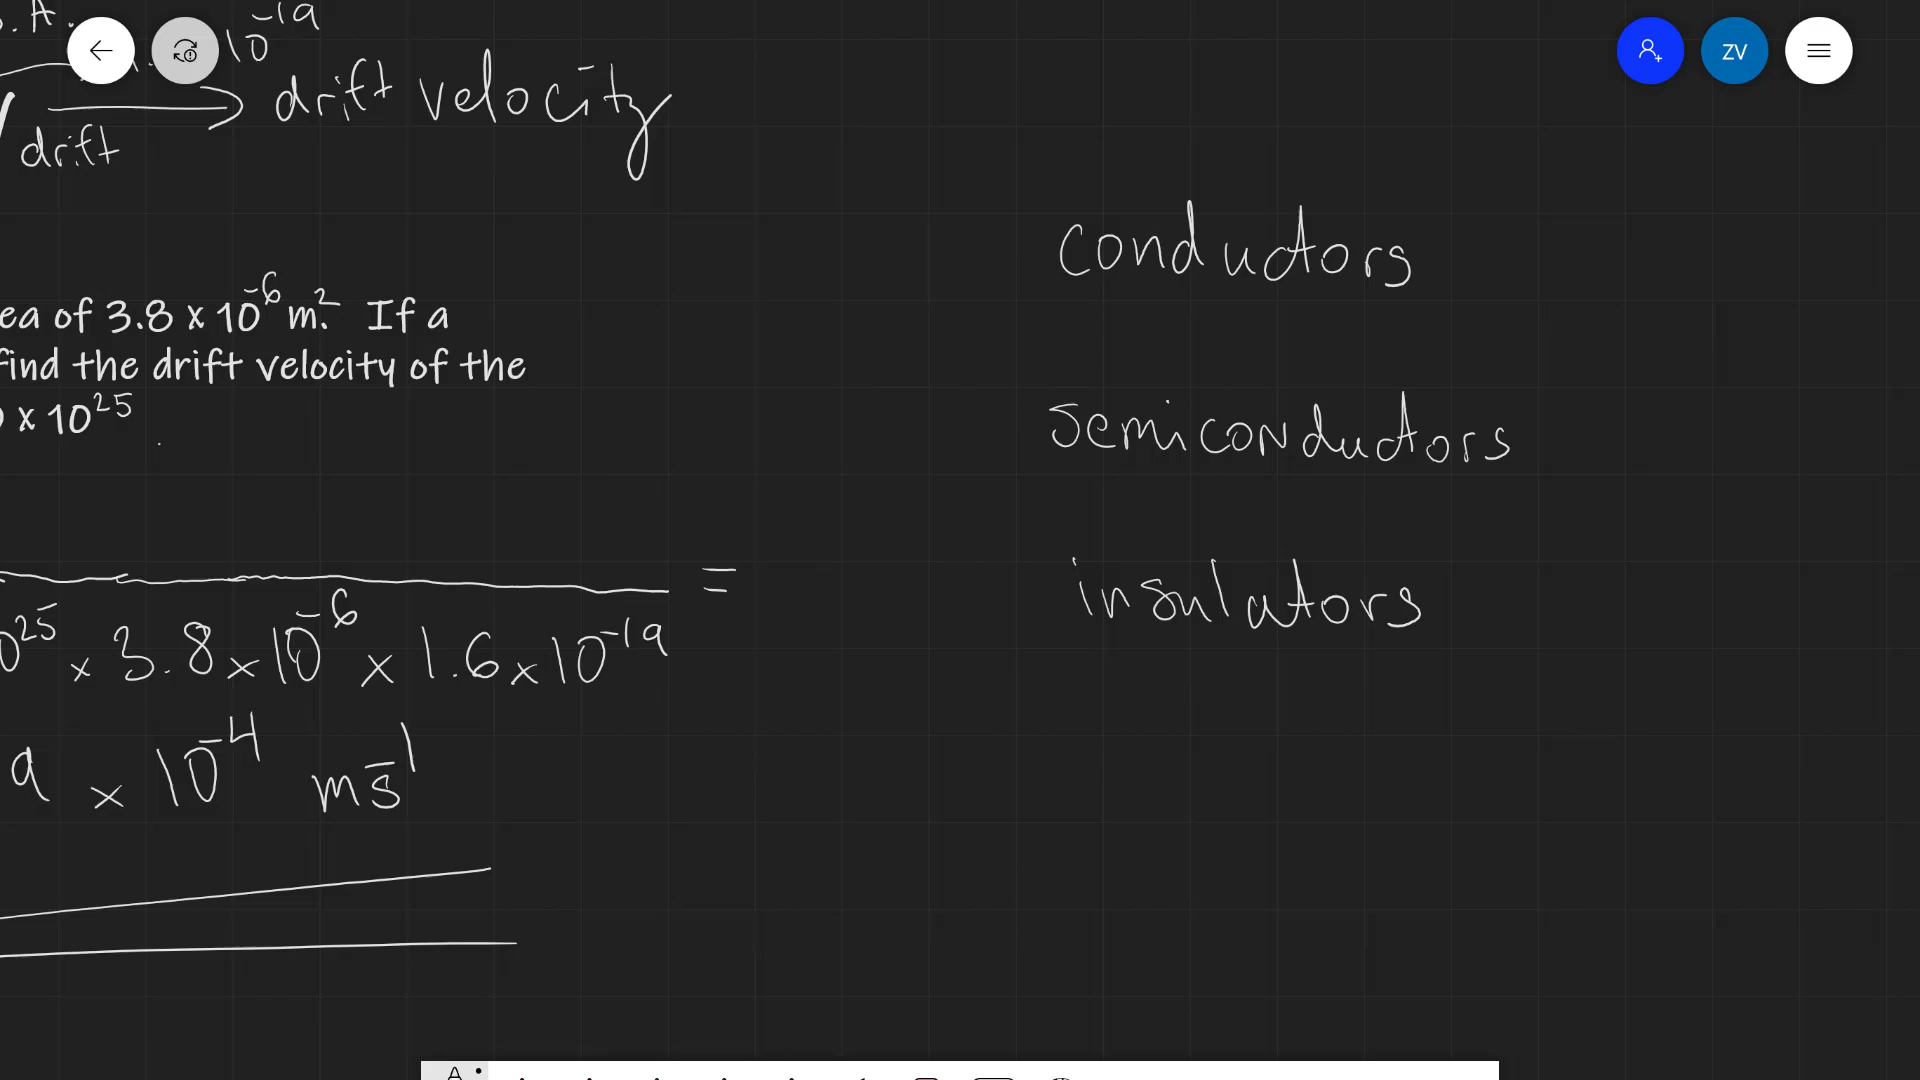 10⁻¹⁹
drift velocity
drift
ea of 3.8 x 10⁻⁶ m². If a
find the drift velocity of the
x 10²⁵
=
0²⁵ x 3.8 x 10⁻⁶ x 1.6 x 10⁻¹⁹
9 x 10⁻⁴ ms⁻¹
conductors
semiconductors
insulators
ZV